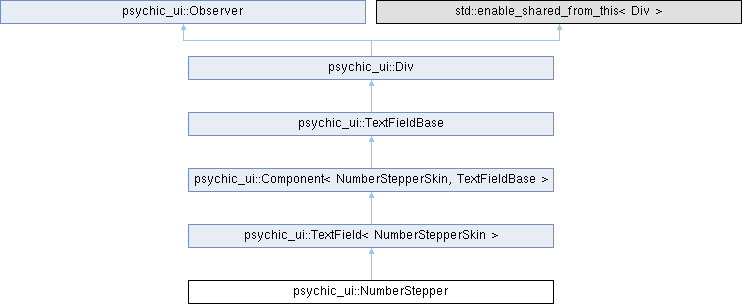 psychic_ui::Observer
std::enable_shared_from_this< Div >
psychic_ui::Div
psychic_ui::TextFieldBase
psychic_ui::Component< NumberStepperSkin, TextFieldBase >
psychic_ui::TextField< NumberStepperSkin >
psychic_ui::NumberStepper